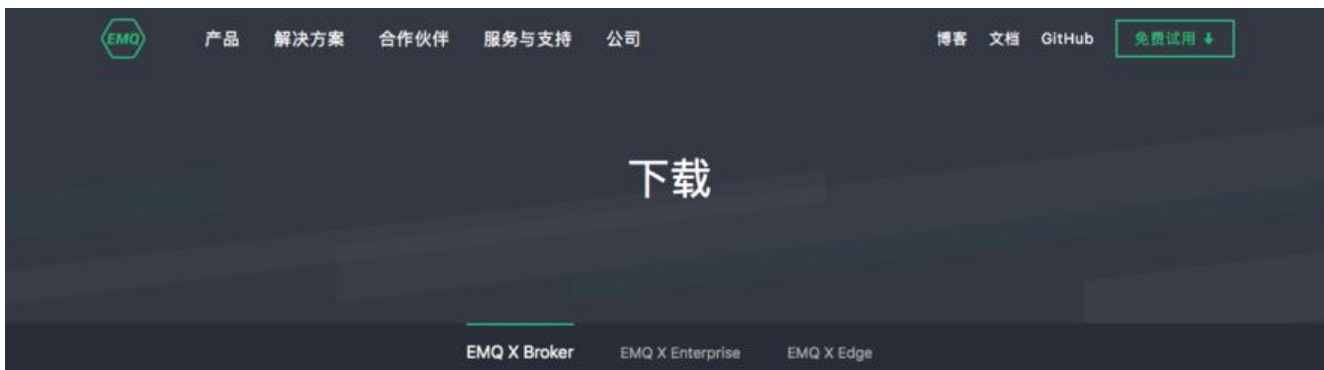 EMQ 产品 解决方案 合作伙伴 服务与支持 公司 博客 文档 GitHub 免费试用
下载
EMQ X Broker EMQ X Enterprise EMQ X Edge